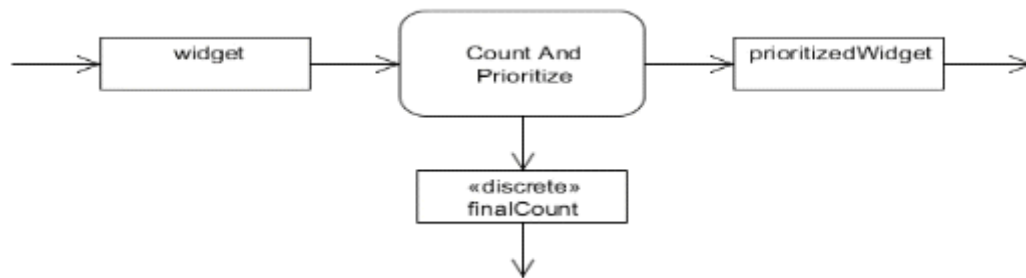 widget
Count And
Prioritize
prioritizedWidget
«discrete»
finalCount